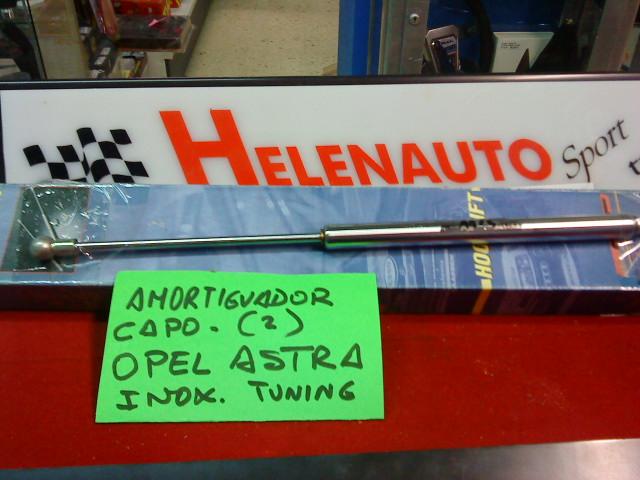 HELENAUTO Sport
AMORTIGUADOR
CAPO. (2)
OPEL ASTRA
INOX. TUNING